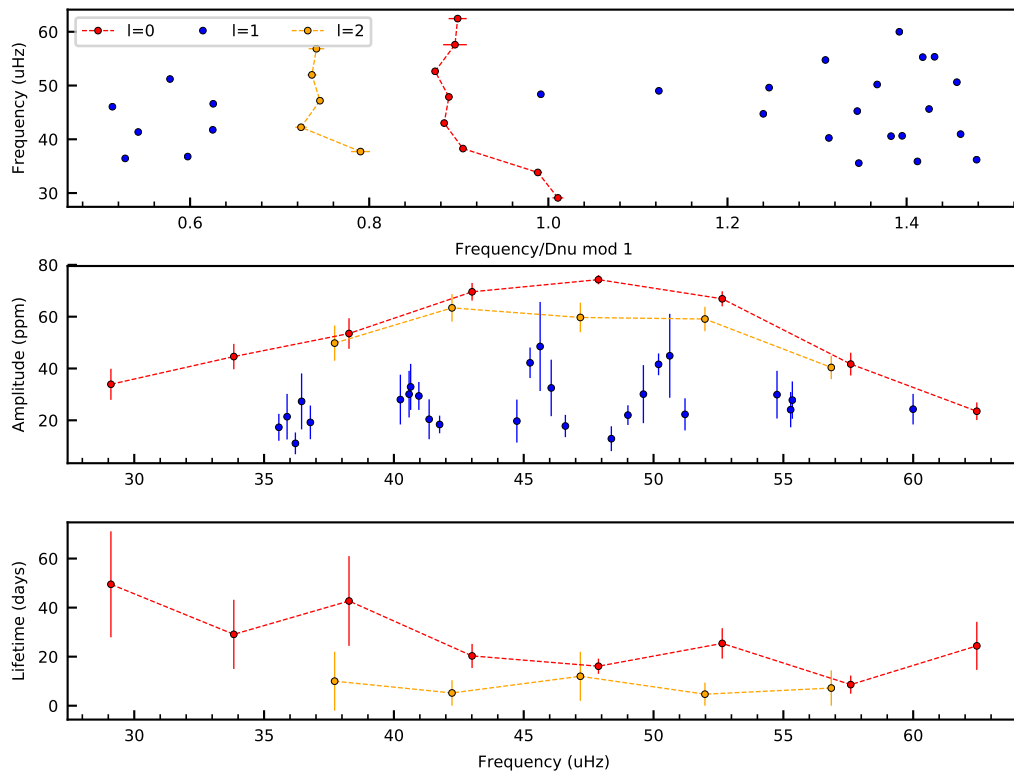 l=0 l=1 l=2
Frequency (uHz)
60
50
40
30
0.6 0.8 1.0 1.2 1.4
Frequency/Dnu mod 1
Amplitude (ppm)
80
60
40
20
30 35 40 45 50 55 60
Lifetime (days)
60
40
20
0
30 35 40 45 50 55 60
Frequency (uHz)